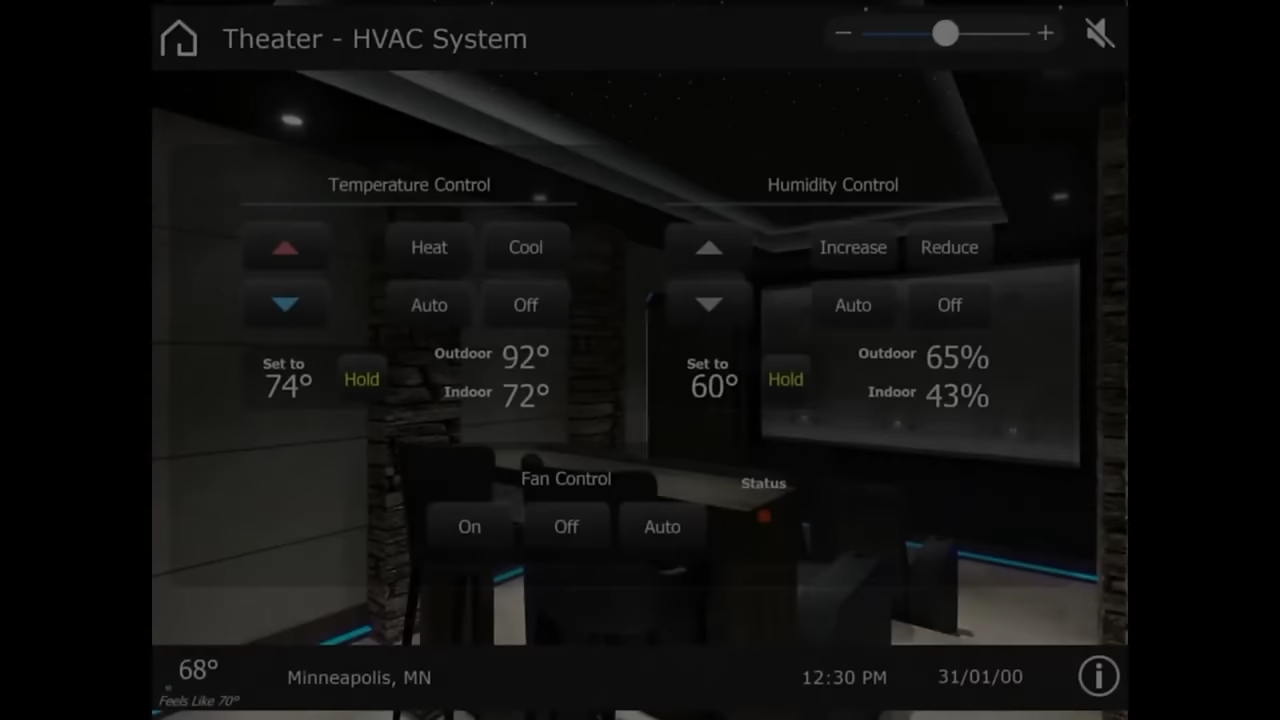 Theater - HVAC System
Temperature Control
Heat Cool
Auto Off
Set to
74°
Hold
Outdoor 92°
Indoor 72°
Humidity Control
Increase Reduce
Auto Off
Set to
60°
Hold
Outdoor 65%
Indoor 43%
Fan Control
On Off Auto
Status
68°
Feels Like 70°
Minneapolis, MN
12:30 PM
31/01/00